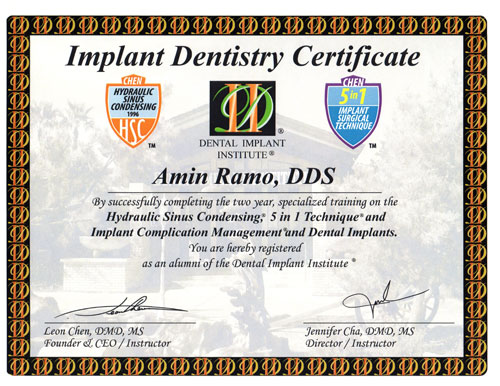 Implant Dentistry Certificate
CHEN
HYDRAULIC
SINUS
CONDENSING
1996
HSC
TM
DENTAL IMPLANT
INSTITUTE®
CHEN
5 in 1
IMPLANT
SURGICAL
TECHNIQUE
TM
Amin Ramo, DDS
By successfully completing the two year, specialized training on the
Hydraulic Sinus Condensing,® 5 in 1 Technique® and
Implant Complication Management® and Dental Implants.
You are hereby registered
as an alumni of the Dental Implant Institute®
Leon Chen, DMD, MS
Founder & CEO / Instructor
Jennifer Cha, DMD, MS
Director / Instructor